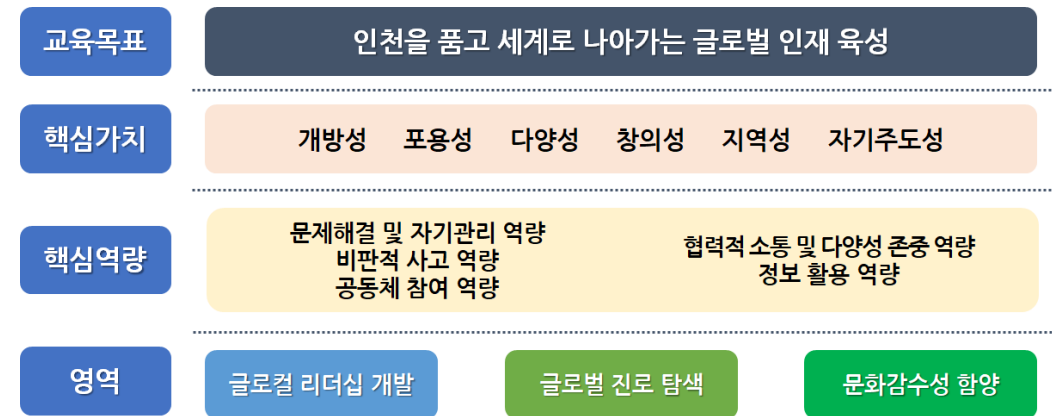 교육목표
인천을 품고 세계로 나아가는 글로벌 인재 육성
핵심가치
개방성 포용성 다양성 창의성 지역성 자기주도성
핵심역량
문제해결 및 자기관리 역량
비판적 사고 역량
공동체 참여 역량
협력적 소통 및 다양성 존중 역량
정보 활용 역량
영역
글로컬 리더십 개발
글로벌 진로 탐색
문화감수성 함양